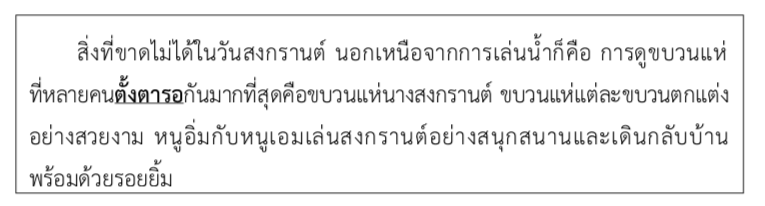 สิ่งที่ขาดไม่ได้ในวันสงกรานต์ นอกเหนือจากการเล่นน้ำก็คือ การดูขบวนแห่
ที่หลายคนตั้งตารอกันมากที่สุดคือขบวนแห่นางสงกรานต์ ขบวนแห่แต่ละขบวนตกแต่ง
อย่างสวยงาม หนูอิ่มกับหนูเอมเล่นสงกรานต์อย่างสนุกสนานและเดินกลับบ้าน
พร้อมด้วยรอยยิ้ม